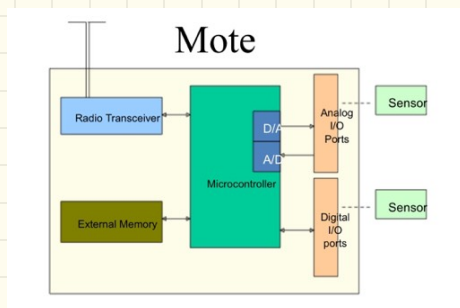 Mote
Radio Transceiver
External Memory
Microcontroller
D/A
A/D
Analog
I/O
Ports
Digital
I/O
ports
Sensor
Sensor